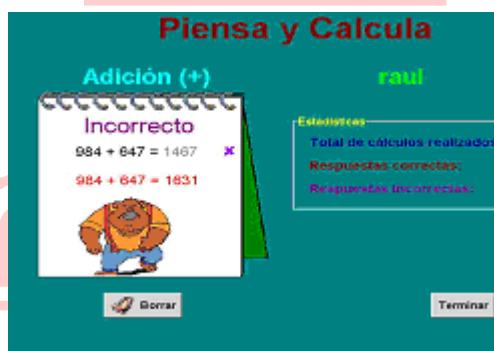 Piensa y Calcula
Adición (+)
raul
Incorrecto
984 + 647 = 1467 x
984 + 647 = 1631
Estadísticas
Total de cálculos realizados
Respuestas correctas:
Respuestas Incorrectas:
Borrar
Terminar